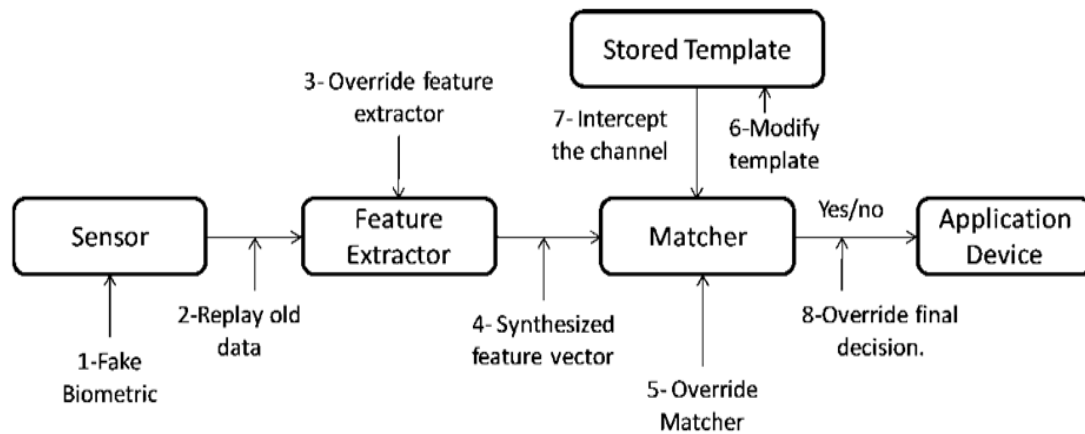 Stored Template
3- Override feature
extractor
7- Intercept
the channel
6-Modify
template
Sensor
Feature
Extractor
Matcher
Yes/no
Application
Device
1-Fake
Biometric
2-Replay old
data
4- Synthesized
feature vector
5- Override
Matcher
8-Override final
decision.